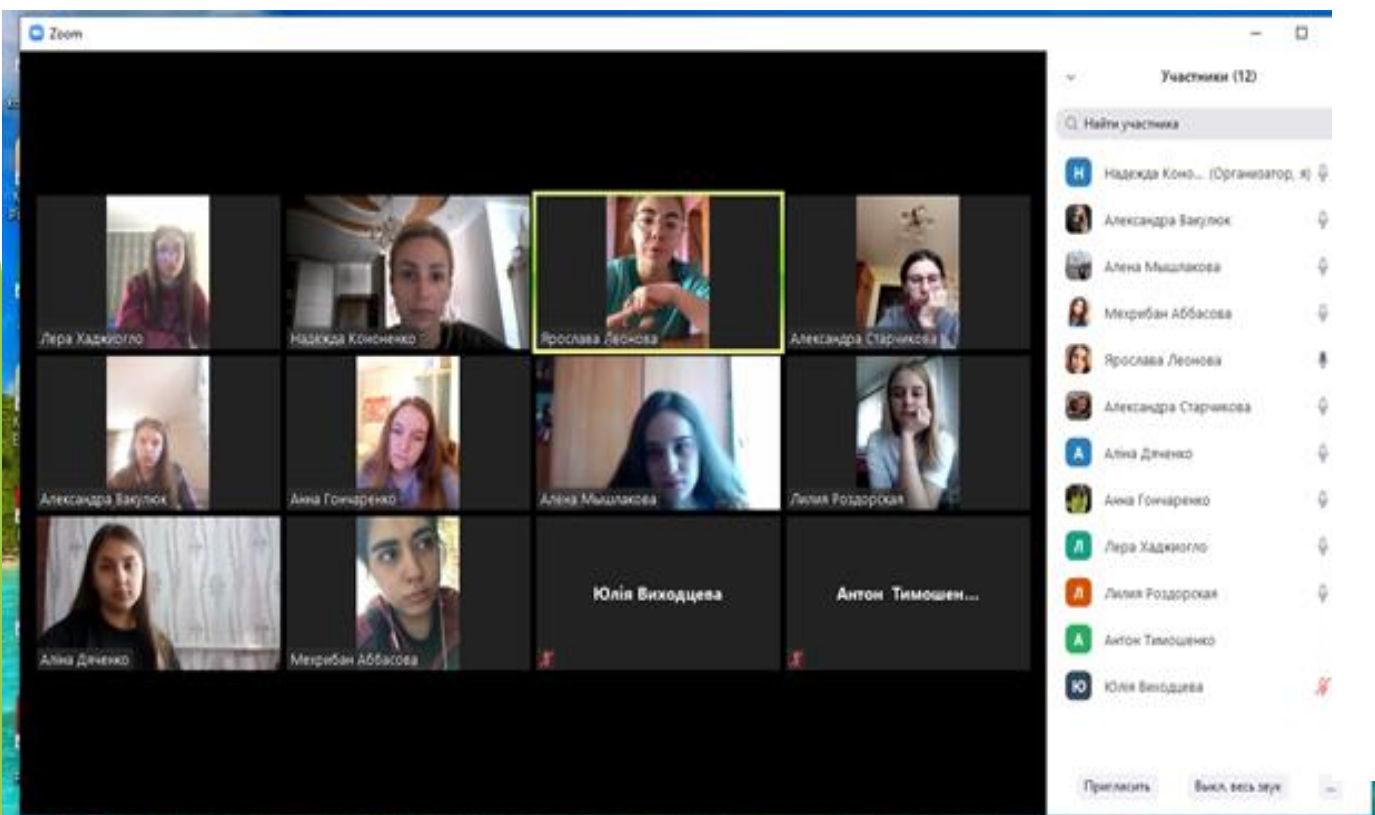 Zoom
Участники (12)
Найти участника
Надежда Коно... (Организатор, я)
Александра Вакулюк
Алена Мышлакова
Мехрибан Аббасова
Ярослава Леонова
Александра Старчикова
Аліна Дяченко
Анна Гончаренко
Лера Хаджиогло
Лилия Роздорская
Антон Тимошенко
Юлія Виходцева
Н
А
Л
Л
А
Ю
Лера Хаджиогло
Надежда Кононенко
Ярослава Леонова
Александра Старчикова
Александра Вакулюк
Анна Гончаренко
Алена Мышлакова
Лилия Роздорская
Аліна Дяченко
Мехрибан Аббасова
Юлія Виходцева
Антон Тимошен...
Пригласить
Выкл. весь звук
...